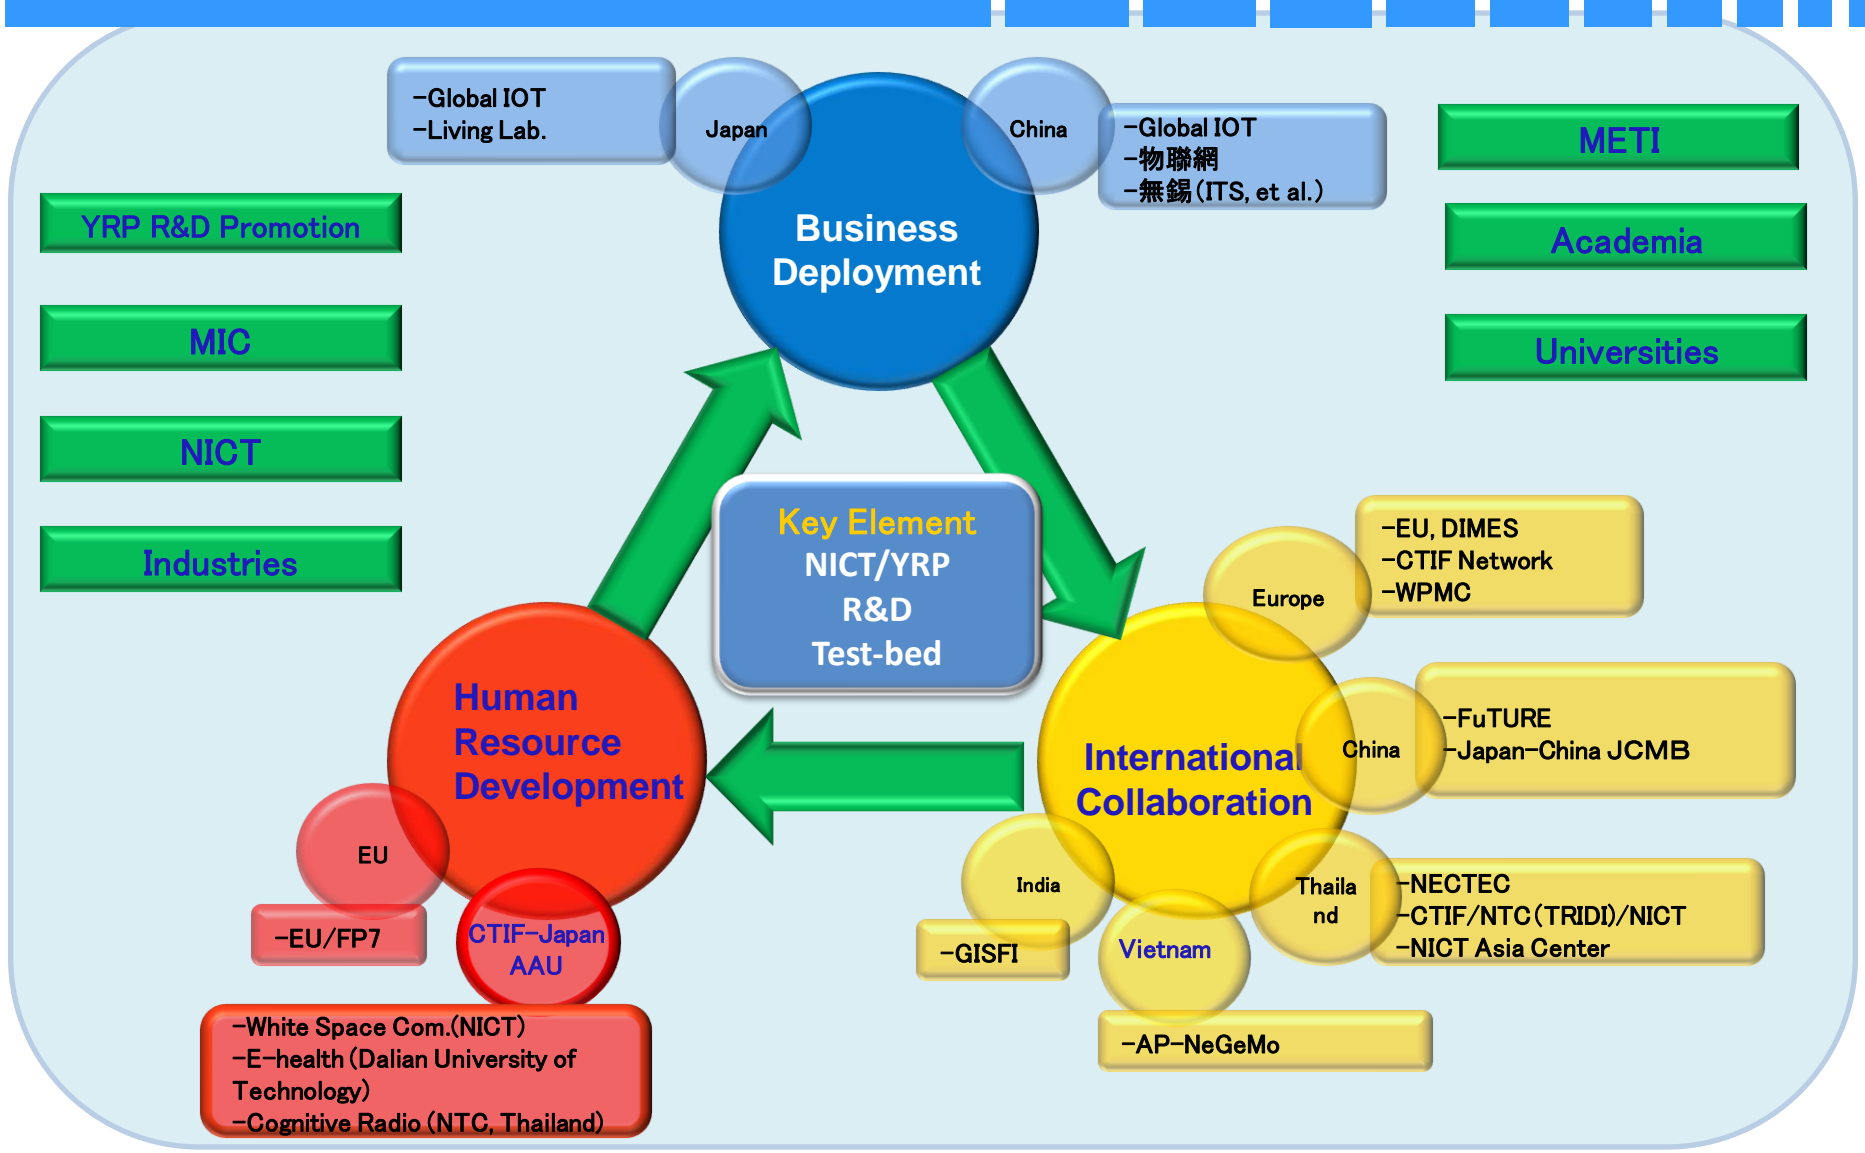 -Global IOT
-Living Lab.
Japan
China
-Global IOT
-物聯網
-無錫(ITS, et al.)
Business
Deployment
METI
Academia
Universities
YRP R&D Promotion
MIC
NICT
Industries
Key Element
NICT/YRP
R&D
Test-bed
Europe
-EU, DIMES
-CTIF Network
-WPMC
China
-FuTURE
-Japan-China JCMB
International
Collaboration
Thaila
nd
-NECTEC
-CTIF/NTC(TRIDI)/NICT
-NICT Asia Center
India
-GISFI
Vietnam
-AP-NeGeMo
Human
Resource
Development
EU
-EU/FP7
CTIF-Japan
AAU
-White Space Com.(NICT)
-E-health(Dalian University of
Technology)
-Cognitive Radio (NTC, Thailand)